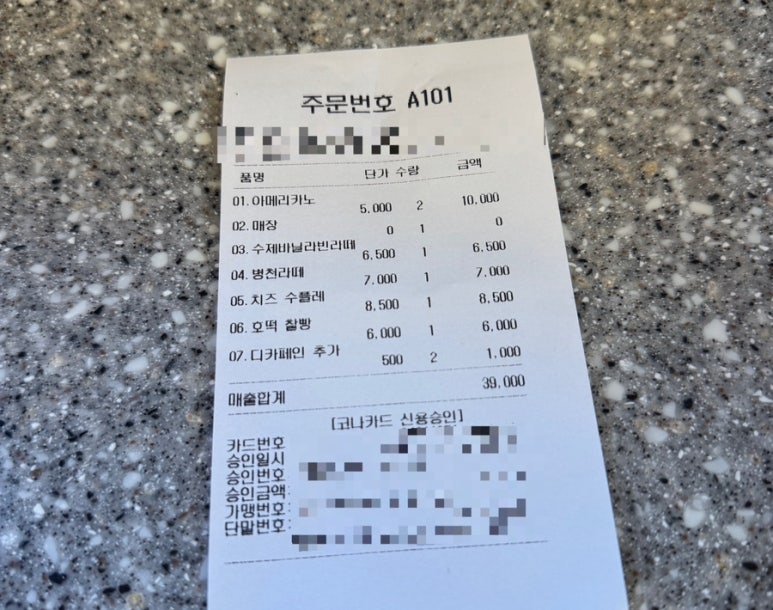 주문번호 A101
품명 단가 수량 금액
01. 아메리카노
5,000 2 10,000
02. 매장
0 1 0
03. 수제바닐라빈라떼
6,500 1 6,500
04. 병천라떼
7,000 1 7,000
05. 치즈 수플레
8,500 1 8,500
06. 호떡 찰빵
6,000 1 6,000
07. 디카페인 추가
500 2 1,000
매출합계 39,000
[코나카드 신용승인]
카드번호
승인일시
승인번호:
승인금액:
가맹번호:
단말번호: